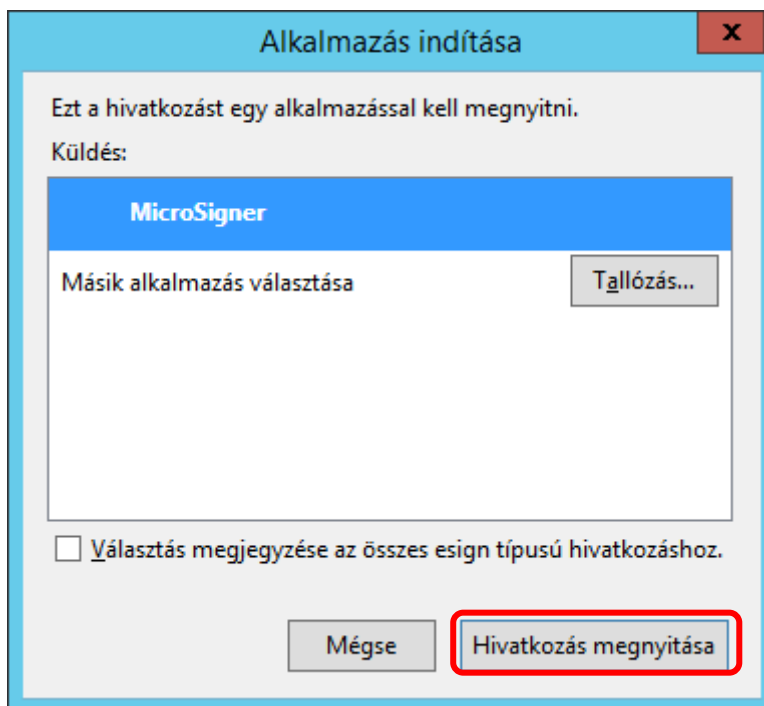 Alkalmazás indítása
x
Ezt a hivatkozást egy alkalmazással kell megnyitni.
Küldés:
MicroSigner
Másik alkalmazás választása
Tallózás...
Választás megjegyzése az összes esign típusú hivatkozáshoz.
Mégse
Hivatkozás megnyitása